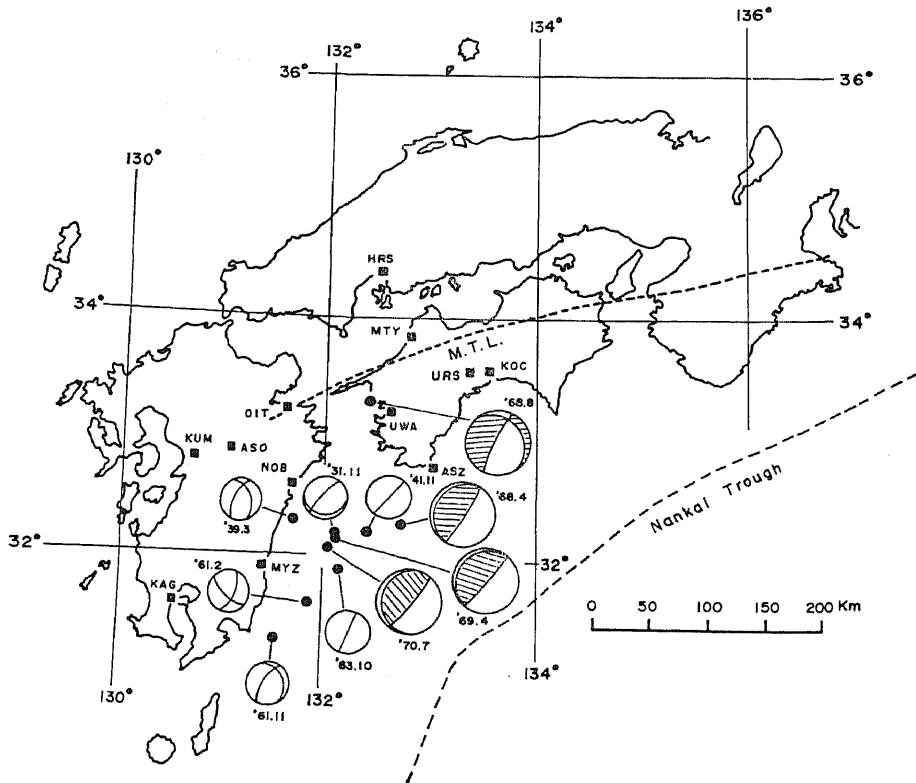 136°
134°
132°
36°
36°
130°
HRS
34°
34°
MTY
M.T.L.
URS
KOC
OIT
'68.8
UWA
KUM
ASO
NOB
'31.11
'41.11
ASZ
'68.4
Nankai Trough
'39.3
32°
32°
'61.2
MYZ
KAG
'69.4
0 50 100 150 200 Km
'70.7
'63.10
134°
130°
132°
'61.11